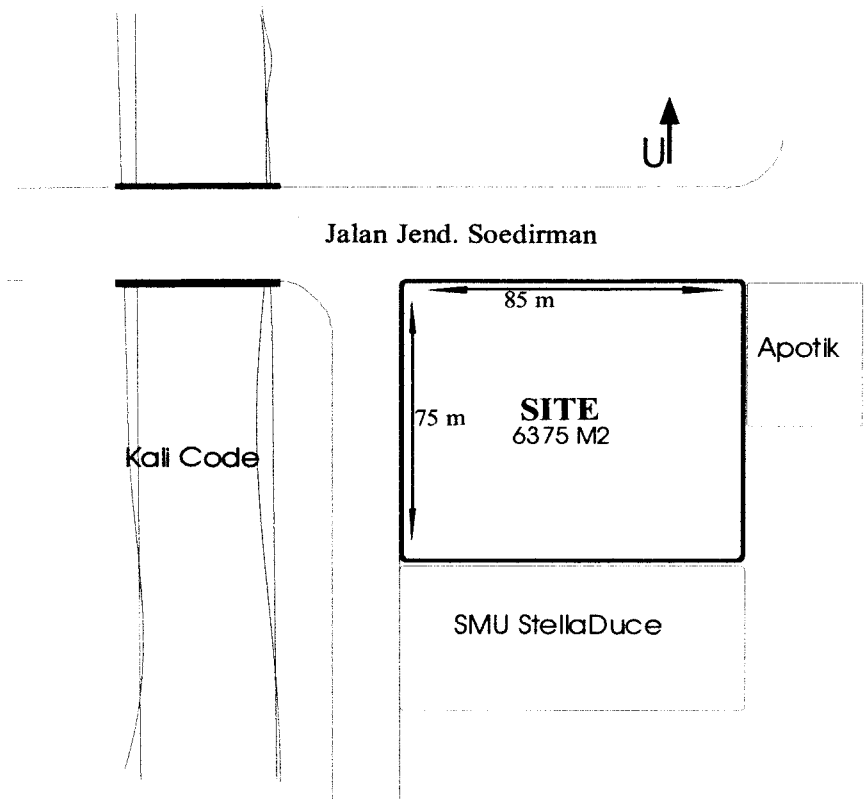 U
Jalan Jend. Soedirman
85 m
Apotik
75 m
SITE
6375 M2
Kali Code
SMU StellaDuce